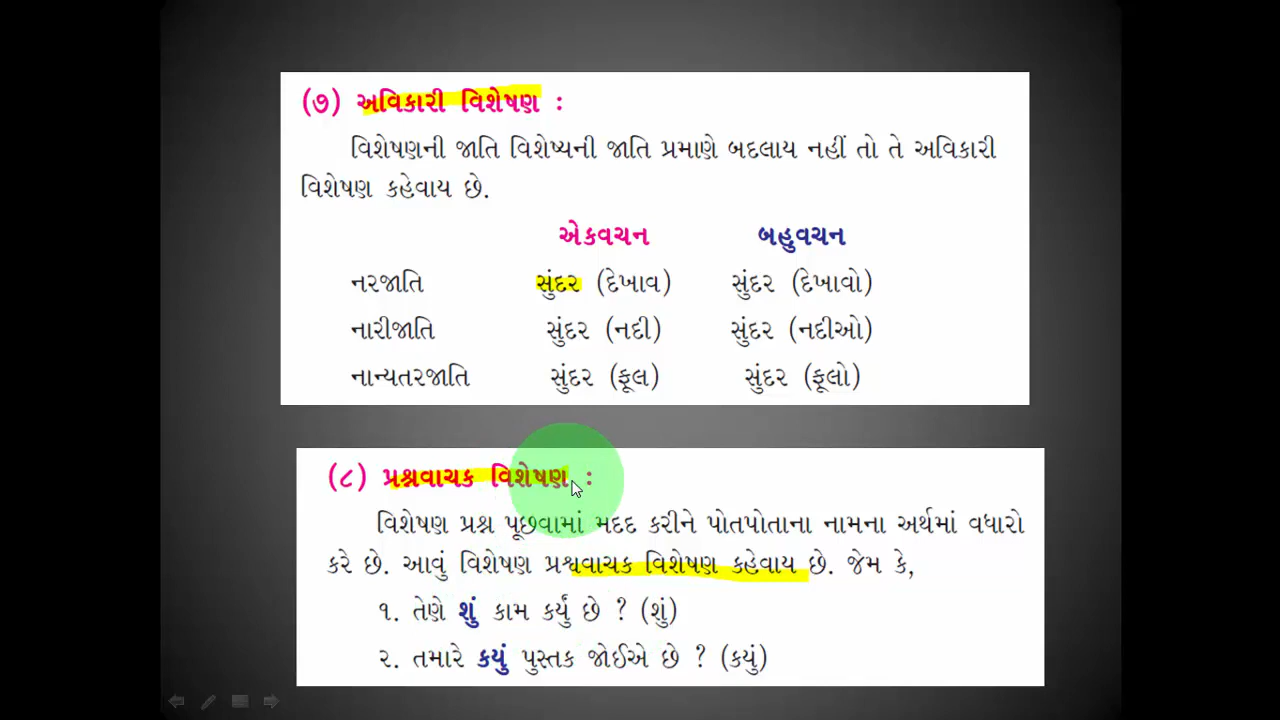 (૭) અવિકારી વિશેષણ :
વિશેષણની જાતિ વિશેષ્યની જાતિ પ્રમાણે બદલાય નહીં તો તે અવિકારી
વિશેષણ કહેવાય છે.
એકવચન બહુવચન
નરજાતિ સુંદર (દેખાવ) સુંદર (દેખાવો)
નારીજાતિ સુંદર (નદી) સુંદર (નદીઓ)
નાન્યતરજાતિ સુંદર (ફૂલ) સુંદર (ફૂલો)
(૮) પ્રશ્નવાચક વિશેષણ :
વિશેષણ પ્રશ્ન પૂછવામાં મદદ કરીને પોતપોતાના નામના અર્થમાં વધારો
કરે છે. આવું વિશેષણ પ્રશ્નવાચક વિશેષણ કહેવાય છે. જેમ કે,
૧. તેણે શું કામ કર્યું છે ? (શું)
૨. તમારે કયું પુસ્તક જોઈએ છે ? (કયું)